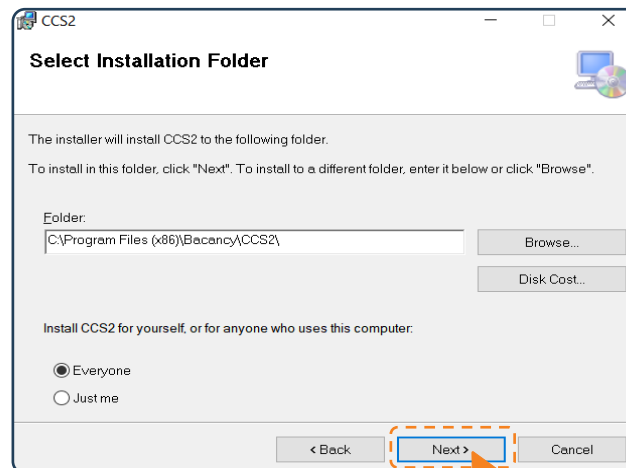 CCS2
Select Installation Folder
The installer will install CCS2 to the following folder.
To install in this folder, click "Next". To install to a different folder, enter it below or click "Browse".
Folder:
C:\Program Files (x86)\Bacancy\CCS2\
Browse...
Disk Cost...
Install CCS2 for yourself, or for anyone who uses this computer:
Everyone
Just me
< Back
Next >
Cancel